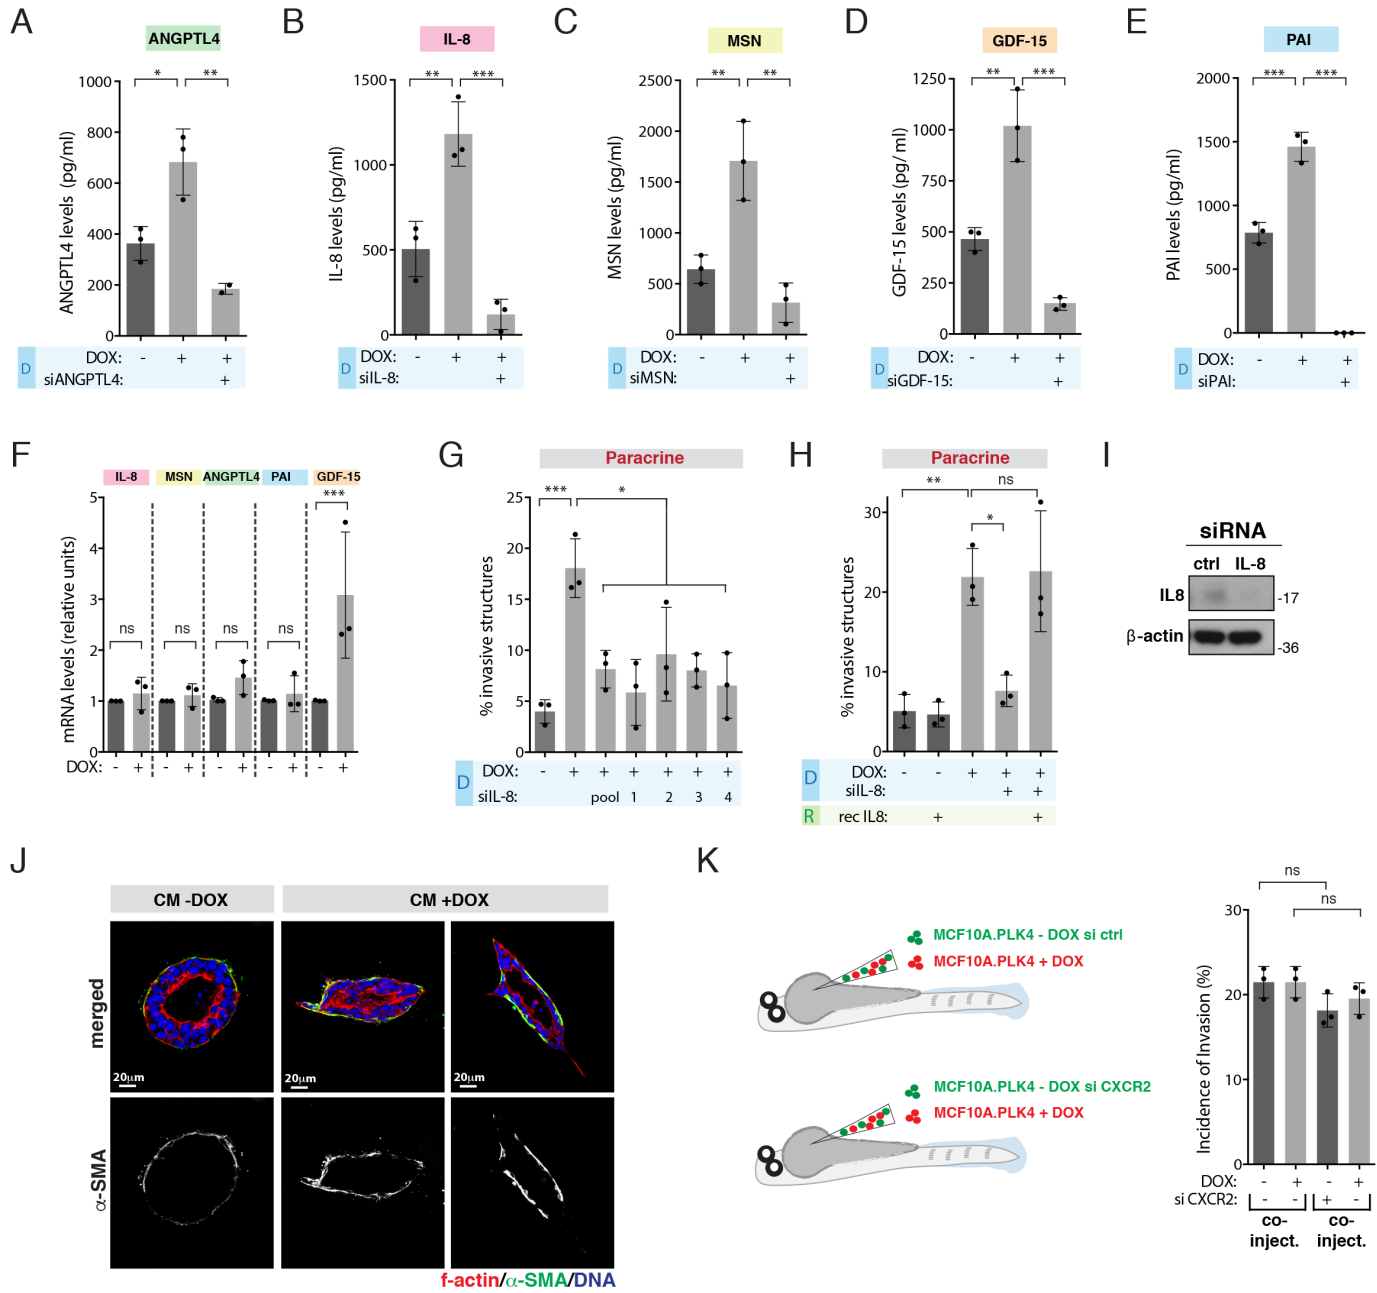 A
ANGPTL4
* **
1000
800
600
400
200
0
ANGPTL4 levels (pg/ml)
D
DOX: - + +
siANGPTL4: +
B
IL-8
** ***
1500
1000
500
0
IL-8 levels (pg/ml)
D
DOX: - + +
siIL-8: +
C
MSN
** **
2500
2000
1500
1000
500
0
MSN levels (pg/ml)
D
DOX: - + +
siMSN: +
D
GDF-15
** ***
1250
1000
750
500
250
0
GDF-15 levels (pg/ ml)
D
DOX: - + +
siGDF-15: +
E
PAI
*** ***
2000
1500
1000
500
0
PAI levels (pg/ml)
D
DOX: - + +
siPAI: +
F
IL-8 MSN ANGPTL4 PAI GDF-15
***
ns ns ns ns
5
4
3
2
1
0
mRNA levels (relative units)
DOX: - + - + - + - + - +
G
Paracrine
*** *
25
20
15
10
5
0
% invasive structures
D
DOX: - + + + + + +
siIL-8: pool 1 2 3 4
H
Paracrine
** ns
*
30
20
10
0
% invasive structures
D
DOX: - - + + +
siIL-8: + +
R
rec IL8: + +
I
siRNA
ctrl IL-8
IL8 -17
β-actin -36
J
CM -DOX CM +DOX
merged
20μm 20μm 20μm
α-SMA
f-actin/α-SMA/DNA
K
MCF10A.PLK4 - DOX si ctrl
MCF10A.PLK4 + DOX
MCF10A.PLK4 - DOX si CXCR2
MCF10A.PLK4 + DOX
ns
ns
30
20
10
0
Incidence of Invasion (%)
DOX: - + - +
si CXCR2: - - + -
co- co-
inject. inject.